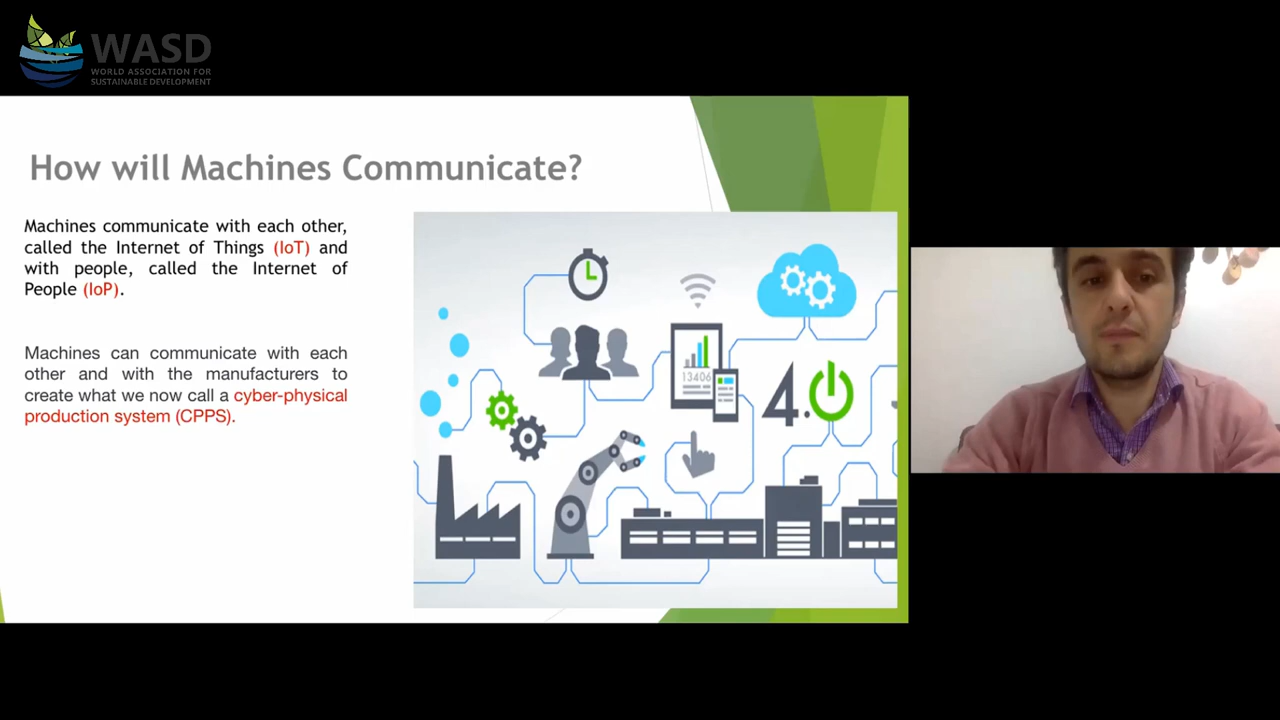 WASD
WORLD ASSOCIATION FOR
SUSTAINABLE DEVELOPMENT
How will Machines Communicate?
Machines communicate with each other,
called the Internet of Things (IoT) and
with people, called the Internet of
People (IoP).
Machines can communicate with each
other and with the manufacturers to
create what we now call a cyber-physical
production system (CPPS).
13406
4.0